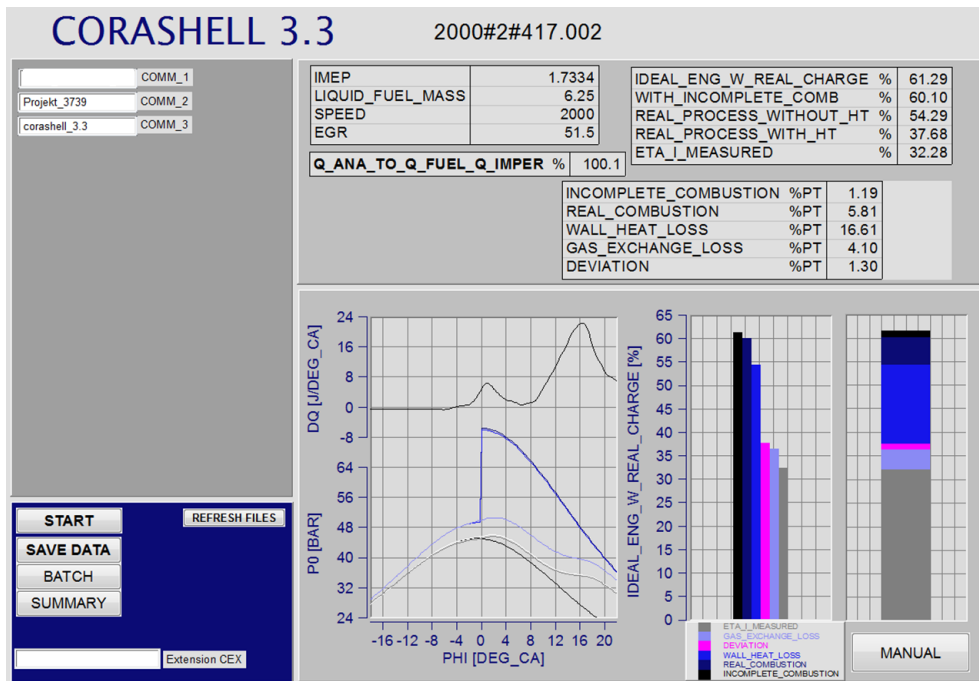 CORASHELL 3.3
2000#2#417.002
COMM_1
Projekt_3739 COMM_2
corashell_3.3 COMM_3
IMEP 1.7334
LIQUID_FUEL_MASS 6.25
SPEED 2000
EGR 51.5
Q_ANA_TO_Q_FUEL_Q_IMPER % 100.1
IDEAL_ENG_W_REAL_CHARGE % 61.29
WITH_INCOMPLETE_COMB % 60.10
REAL_PROCESS_WITHOUT_HT % 54.29
REAL_PROCESS_WITH_HT % 37.68
ETA_I_MEASURED % 32.28
INCOMPLETE_COMBUSTION %PT 1.19
REAL_COMBUSTION %PT 5.81
WALL_HEAT_LOSS %PT 16.61
GAS_EXCHANGE_LOSS %PT 4.10
DEVIATION %PT 1.30
START
REFRESH FILES
SAVE DATA
BATCH
SUMMARY
Extension CEX
DQ [J/DEG_CA]
24
16
8
0
-8
P0 [BAR]
64
56
48
40
32
24
-16 -12 -8 -4 0 4 8 12 16 20
PHI [DEG_CA]
IDEAL_ENG_W_REAL_CHARGE [%]
65
60
55
50
45
40
35
30
25
20
15
10
5
0
ETA_I_MEASURED
GAS_EXCHANGE_LOSS
DEVIATION
WALL_HEAT_LOSS
REAL_COMBUSTION
INCOMPLETE_COMBUSTION
MANUAL